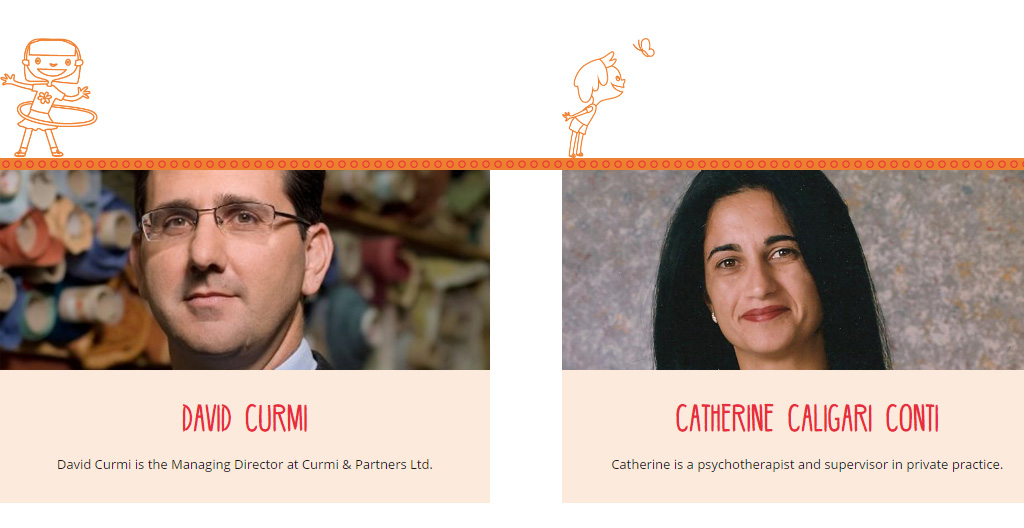 DAVID CURMI
David Curmi is the Managing Director at Curmi & Partners Ltd.
CATHERINE CALIGARI CONTI
Catherine is a psychotherapist and supervisor in private practice.